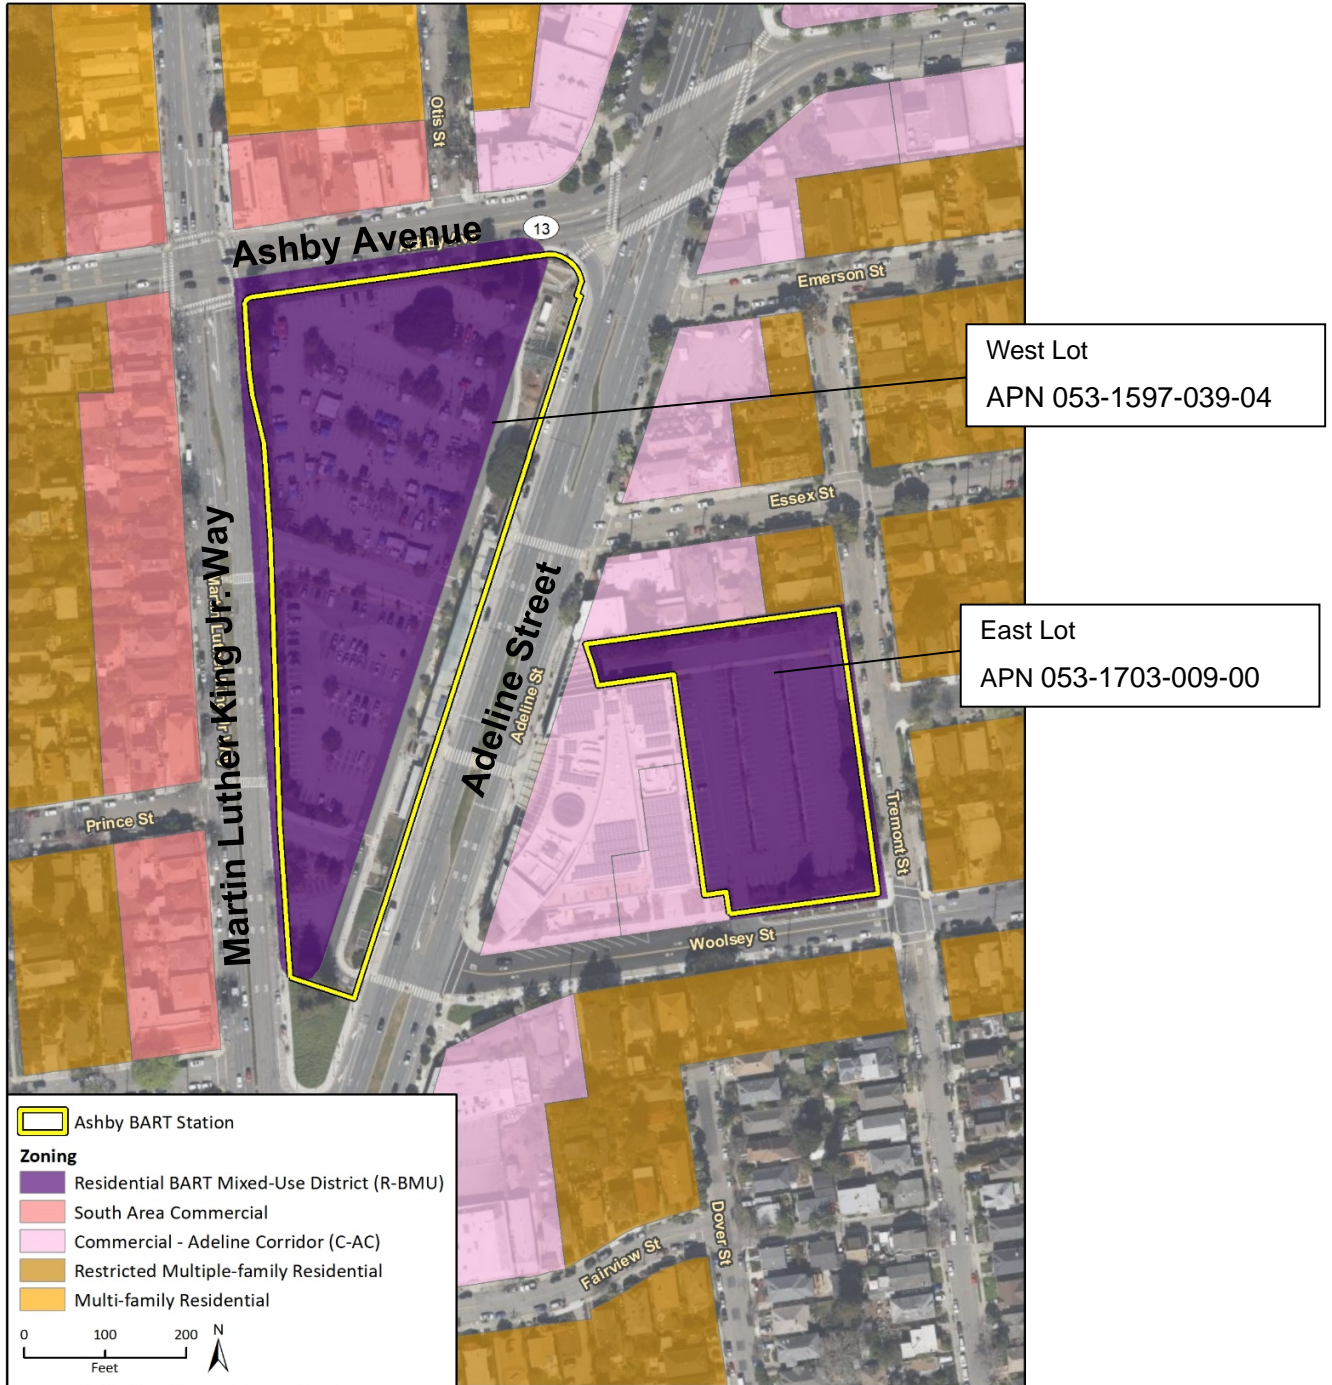 Otis St
13
Ashby Avenue
Ashby Ave
Emerson St
West Lot
APN 053-1597-039-04
Essex St
Martin Luther King Jr. Way
Adeline Street
Adeline St
East Lot
APN 053-1703-009-00
Prince St
Tremont St
Woolsey St
Dover St
Fairview St
Ashby BART Station
Zoning
Residential BART Mixed-Use District (R-BMU)
South Area Commercial
Commercial - Adeline Corridor (C-AC)
Restricted Multiple-family Residential
Multi-family Residential
0 100 200
Feet
N